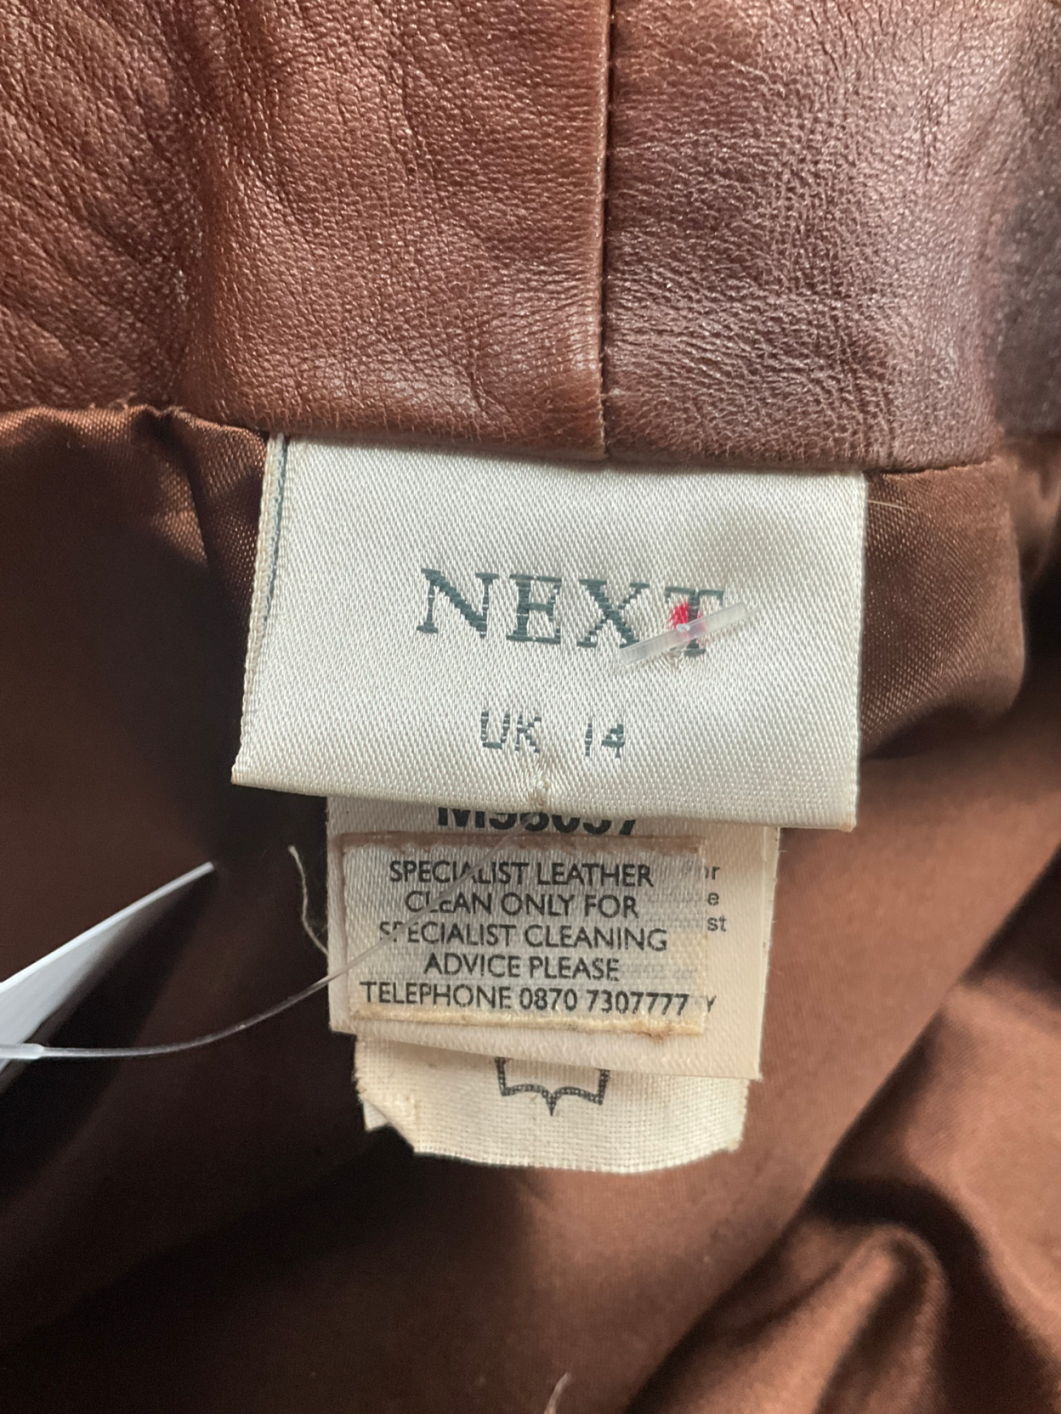 NEXT
UK 14
SPECIALIST LEATHER
CLEAN ONLY FOR
SPECIALIST CLEANING
ADVICE PLEASE
TELEPHONE 0870 7307777